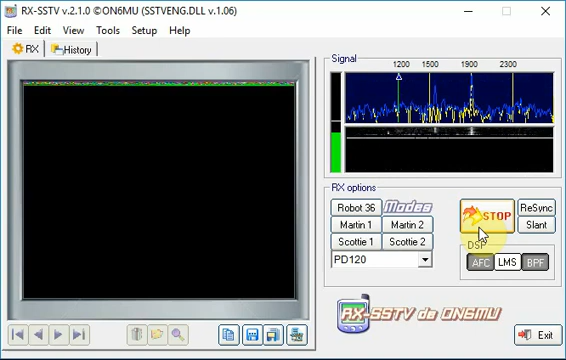 RX-SSTV v.2.1.0 ©ON6MU (SSTVENG.DLL v.1.06)
File Edit View Tools Setup Help
RX History
Signal
1200 1500 1900 2300
RX options
Robot 36 Modes
STOP
ReSync
Martin 1 Martin 2
Slant
Scottie 1 Scottie 2
DSP
PD120
AFC LMS BPF
RX-SSTV de ON6MU
Exit